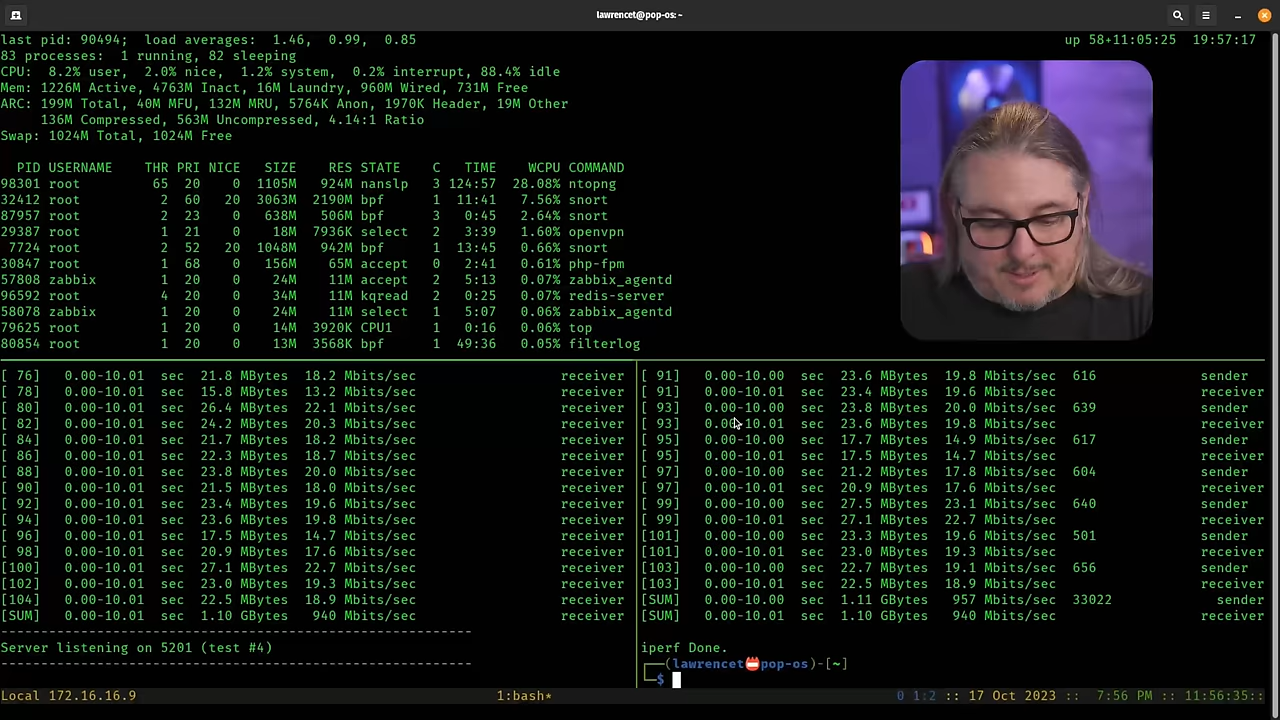 lawrencet@pop-os: ~
last pid: 90494;  load averages:  1.46,  0.99,  0.85    up 58+11:05:25  19:57:17
83 processes:  1 running, 82 sleeping
CPU:  8.2% user,  2.0% nice,  1.2% system,  0.2% interrupt, 88.4% idle
Mem: 1226M Active, 4763M Inact, 16M Laundry, 960M Wired, 731M Free
ARC: 199M Total, 40M MFU, 132M MRU, 5764K Anon, 1970K Header, 19M Other
136M Compressed, 563M Uncompressed, 4.14:1 Ratio
Swap: 1024M Total, 1024M Free
PID USERNAME    THR PRI NICE   SIZE    RES STATE    C   TIME    WCPU COMMAND
98301 root         65  20    0  1105M   924M nanslp   3 124:57  28.08% ntopng
32412 root          2  60   20  3063M  2190M bpf      1  11:41   7.56% snort
87957 root          2  23    0   638M   506M bpf      3   0:45   2.64% snort
29387 root          1  21    0    18M  7936K select   2   3:39   1.60% openvpn
7724 root          2  52   20  1048M   942M bpf      1  13:45   0.66% snort
30847 root          1  68    0   156M    65M accept   0   2:41   0.61% php-fpm
57808 zabbix        1  20    0    24M    11M accept   2   5:13   0.07% zabbix_agentd
96592 root          4  20    0    34M    11M kqread   2   0:25   0.07% redis-server
58078 zabbix        1  20    0    24M    11M select   1   5:07   0.06% zabbix_agentd
79625 root          1  20    0    14M  3920K CPU1     1   0:16   0.06% top
80854 root          1  20    0    13M  3568K bpf      1  49:36   0.05% filterlog
[ 76]   0.00-10.01  sec  21.8 MBytes  18.2 Mbits/sec                  receiver
[ 78]   0.00-10.01  sec  15.8 MBytes  13.2 Mbits/sec                  receiver
[ 80]   0.00-10.01  sec  26.4 MBytes  22.1 Mbits/sec                  receiver
[ 82]   0.00-10.01  sec  24.2 MBytes  20.3 Mbits/sec                  receiver
[ 84]   0.00-10.01  sec  21.7 MBytes  18.2 Mbits/sec                  receiver
[ 86]   0.00-10.01  sec  22.3 MBytes  18.7 Mbits/sec                  receiver
[ 88]   0.00-10.01  sec  23.8 MBytes  20.0 Mbits/sec                  receiver
[ 90]   0.00-10.01  sec  21.5 MBytes  18.0 Mbits/sec                  receiver
[ 92]   0.00-10.01  sec  23.4 MBytes  19.6 Mbits/sec                  receiver
[ 94]   0.00-10.01  sec  23.6 MBytes  19.8 Mbits/sec                  receiver
[ 96]   0.00-10.01  sec  17.5 MBytes  14.7 Mbits/sec                  receiver
[ 98]   0.00-10.01  sec  20.9 MBytes  17.6 Mbits/sec                  receiver
[100]   0.00-10.01  sec  27.1 MBytes  22.7 Mbits/sec                  receiver
[102]   0.00-10.01  sec  23.0 MBytes  19.3 Mbits/sec                  receiver
[104]   0.00-10.01  sec  22.5 MBytes  18.9 Mbits/sec                  receiver
[SUM]   0.00-10.01  sec  1.10 GBytes   940 Mbits/sec                  receiver
-----------------------------------------------------------
Server listening on 5201 (test #4)
-----------------------------------------------------------
[ 91]   0.00-10.00  sec  23.6 MBytes  19.8 Mbits/sec  616             sender
[ 91]   0.00-10.01  sec  23.4 MBytes  19.6 Mbits/sec                  receiver
[ 93]   0.00-10.00  sec  23.8 MBytes  20.0 Mbits/sec  639             sender
[ 93]   0.00-10.01  sec  23.6 MBytes  19.8 Mbits/sec                  receiver
[ 95]   0.00-10.00  sec  17.7 MBytes  14.9 Mbits/sec  617             sender
[ 95]   0.00-10.01  sec  17.5 MBytes  14.7 Mbits/sec                  receiver
[ 97]   0.00-10.00  sec  21.2 MBytes  17.8 Mbits/sec  604             sender
[ 97]   0.00-10.01  sec  20.9 MBytes  17.6 Mbits/sec                  receiver
[ 99]   0.00-10.00  sec  27.5 MBytes  23.1 Mbits/sec  640             sender
[ 99]   0.00-10.01  sec  27.1 MBytes  22.7 Mbits/sec                  receiver
[101]   0.00-10.00  sec  23.3 MBytes  19.6 Mbits/sec  501             sender
[101]   0.00-10.01  sec  23.0 MBytes  19.3 Mbits/sec                  receiver
[103]   0.00-10.00  sec  22.7 MBytes  19.1 Mbits/sec  656             sender
[103]   0.00-10.01  sec  22.5 MBytes  18.9 Mbits/sec                  receiver
[SUM]   0.00-10.00  sec  1.11 GBytes   957 Mbits/sec  33022             sender
[SUM]   0.00-10.01  sec  1.10 GBytes   940 Mbits/sec                  receiver
iperf Done.
┌──(lawrencet📛pop-os)-[~]
└─$
Local 172.16.16.9    1:bash*    0 1:2 :: 17 Oct 2023 ::  7:56 PM :: 11:56:35::